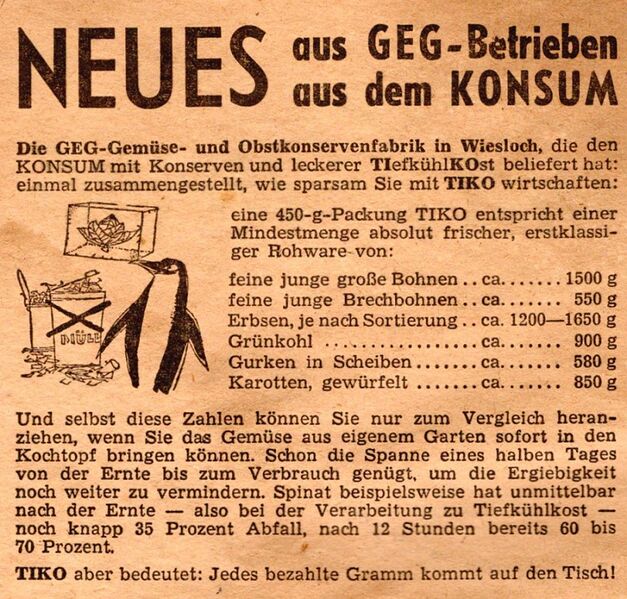 NEUES aus GEG-Betrieben
aus dem KONSUM
Die GEG-Gemüse- und Obstkonservenfabrik in Wiesloch, die den
KONSUM mit Konserven und leckerer TIefkühlKOst beliefert hat:
einmal zusammengestellt, wie sparsam Sie mit TIKO wirtschaften:
eine 450-g-Packung TIKO entspricht einer
Mindestmenge absolut frischer, erstklassi-
ger Rohware von:
feine junge große Bohnen .. ca. ...... 1500 g
feine junge Brechbohnen .. ca. ...... 550 g
Erbsen, je nach Sortierung .. ca. 1200—1650 g
Grünkohl ................ ca. ...... 900 g
Gurken in Scheiben ....... ca. ...... 580 g
Karotten, gewürfelt ....... ca. ...... 850 g
MÜLL
Und selbst diese Zahlen können Sie nur zum Vergleich heran-
ziehen, wenn Sie das Gemüse aus eigenem Garten sofort in den
Kochtopf bringen können. Schon die Spanne eines halben Tages
von der Ernte bis zum Verbrauch genügt, um die Ergiebigkeit
noch weiter zu vermindern. Spinat beispielsweise hat unmittelbar
nach der Ernte — also bei der Verarbeitung zu Tiefkühlkost —
noch knapp 35 Prozent Abfall, nach 12 Stunden bereits 60 bis
70 Prozent.
TIKO aber bedeutet: Jedes bezahlte Gramm kommt auf den Tisch!